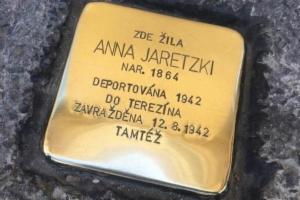 ZDE ŽILA
ANNA JARETZKI
NAR. 1864
DEPORTOVÁNA 1942
DO TEREZÍNA
ZAVRAŽDĚNA 12.8.1942
TAMTÉŽ